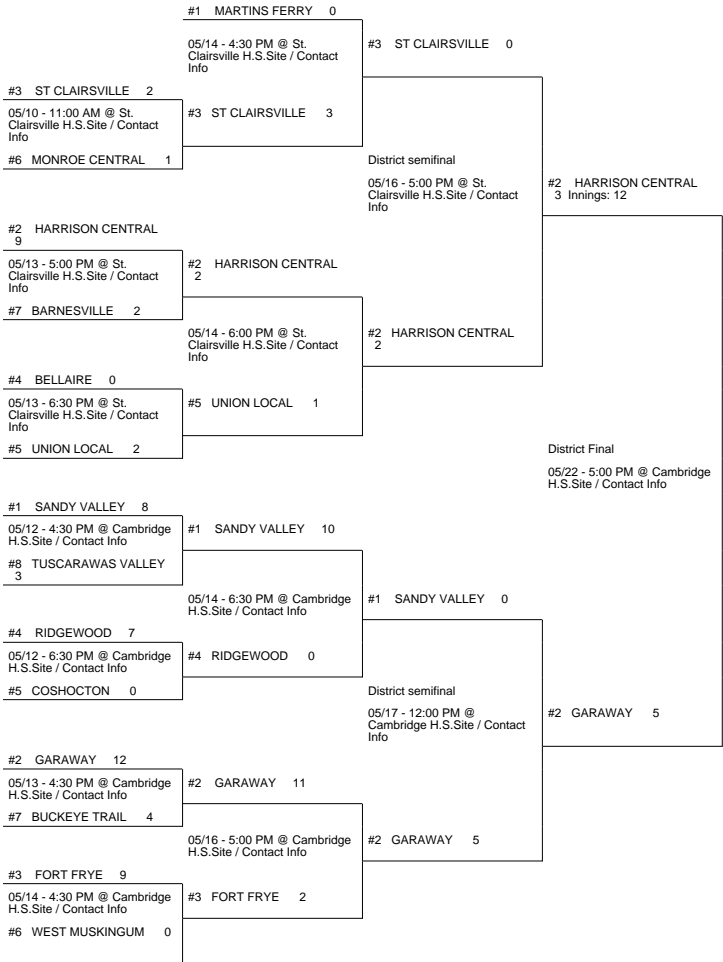 #1 MARTINS FERRY 0
05/14 - 4:30 PM @ St.
Clairsville H.S.Site / Contact
Info
#3 ST CLAIRSVILLE 0
#3 ST CLAIRSVILLE 2
05/10 - 11:00 AM @ St.
Clairsville H.S.Site / Contact
Info
#3 ST CLAIRSVILLE 3
#6 MONROE CENTRAL 1
District semifinal
05/16 - 5:00 PM @ St.
Clairsville H.S.Site / Contact
Info
#2 HARRISON CENTRAL
3 Innings: 12
#2 HARRISON CENTRAL
9
05/13 - 5:00 PM @ St.
Clairsville H.S.Site / Contact
Info
#2 HARRISON CENTRAL
2
#7 BARNESVILLE 2
05/14 - 6:00 PM @ St.
Clairsville H.S.Site / Contact
Info
#2 HARRISON CENTRAL
2
#4 BELLAIRE 0
05/13 - 6:30 PM @ St.
Clairsville H.S.Site / Contact
Info
#5 UNION LOCAL 1
#5 UNION LOCAL 2
District Final
05/22 - 5:00 PM @ Cambridge
H.S.Site / Contact Info
#1 SANDY VALLEY 8
05/12 - 4:30 PM @ Cambridge
H.S.Site / Contact Info
#1 SANDY VALLEY 10
#8 TUSCARAWAS VALLEY
3
05/14 - 6:30 PM @ Cambridge
H.S.Site / Contact Info
#1 SANDY VALLEY 0
#4 RIDGEWOOD 7
05/12 - 6:30 PM @ Cambridge
H.S.Site / Contact Info
#4 RIDGEWOOD 0
#5 COSHOCTON 0
District semifinal
05/17 - 12:00 PM @
Cambridge H.S.Site / Contact
Info
#2 GARAWAY 5
#2 GARAWAY 12
05/13 - 4:30 PM @ Cambridge
H.S.Site / Contact Info
#2 GARAWAY 11
#7 BUCKEYE TRAIL 4
05/16 - 5:00 PM @ Cambridge
H.S.Site / Contact Info
#2 GARAWAY 5
#3 FORT FRYE 9
05/14 - 4:30 PM @ Cambridge
H.S.Site / Contact Info
#3 FORT FRYE 2
#6 WEST MUSKINGUM 0